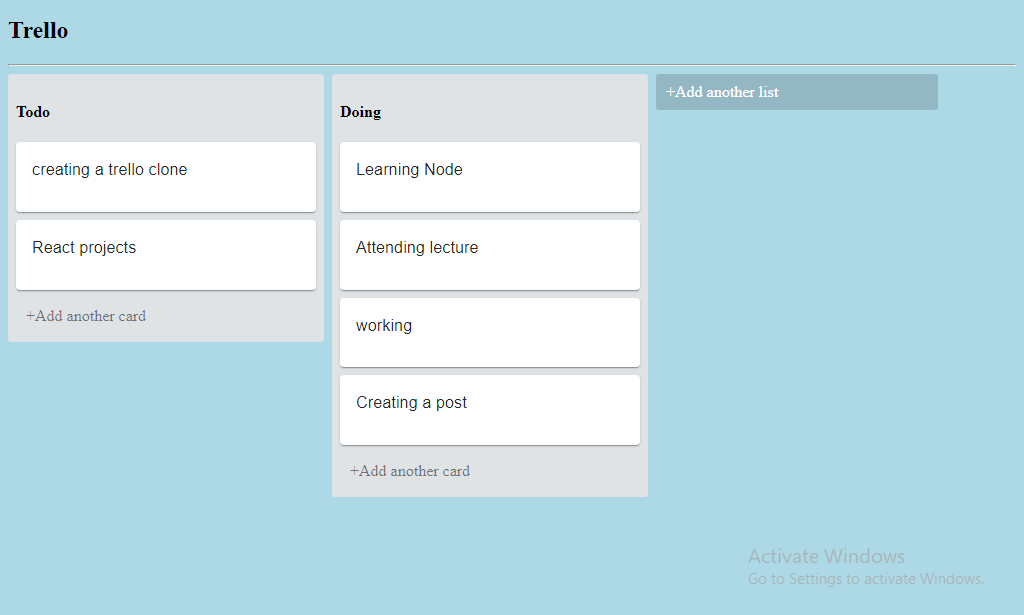 Trello
Todo
creating a trello clone
React projects
+Add another card
Doing
Learning Node
Attending lecture
working
Creating a post
+Add another card
+Add another list
Activate Windows
Go to Settings to activate Windows.